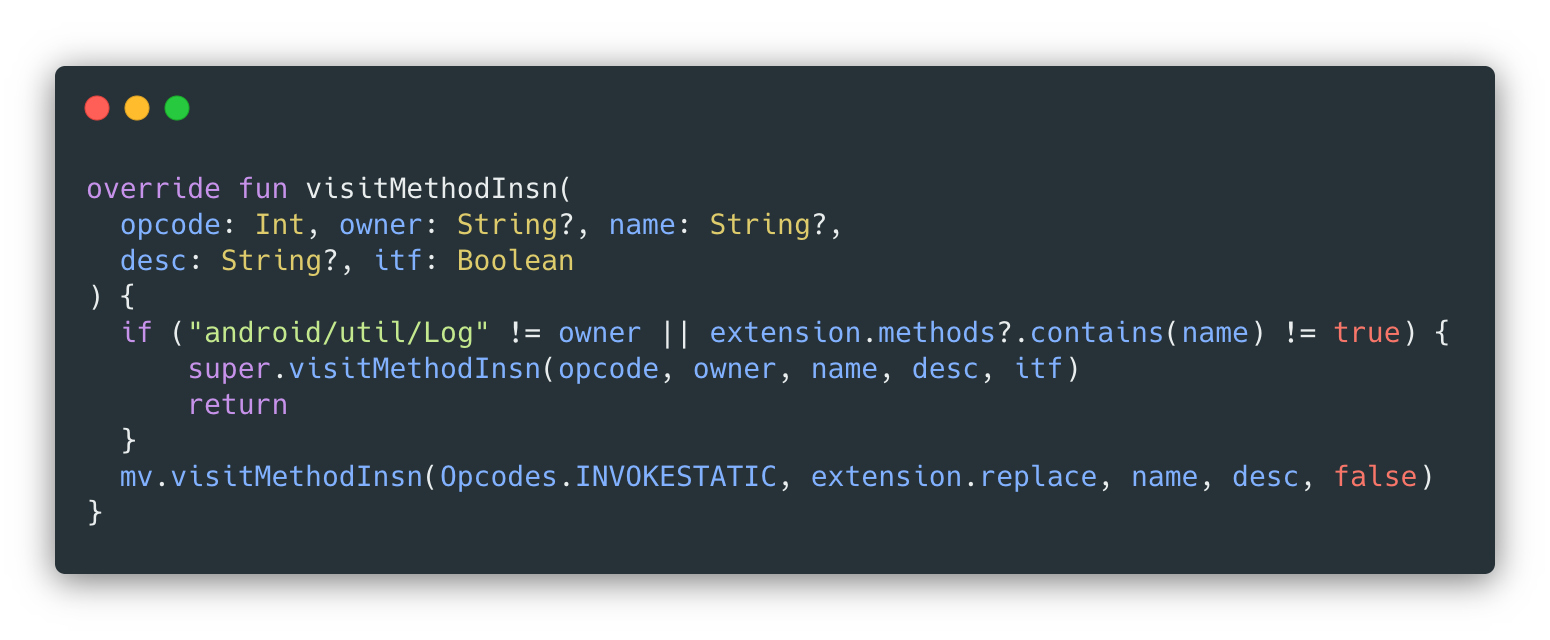 override fun visitMethodInsn(
  opcode: Int, owner: String?, name: String?,
  desc: String?, itf: Boolean
) {
  if ("android/util/Log" != owner || extension.methods?.contains(name) != true) {
      super.visitMethodInsn(opcode, owner, name, desc, itf)
      return
  }
  mv.visitMethodInsn(Opcodes.INVOKESTATIC, extension.replace, name, desc, false)
}